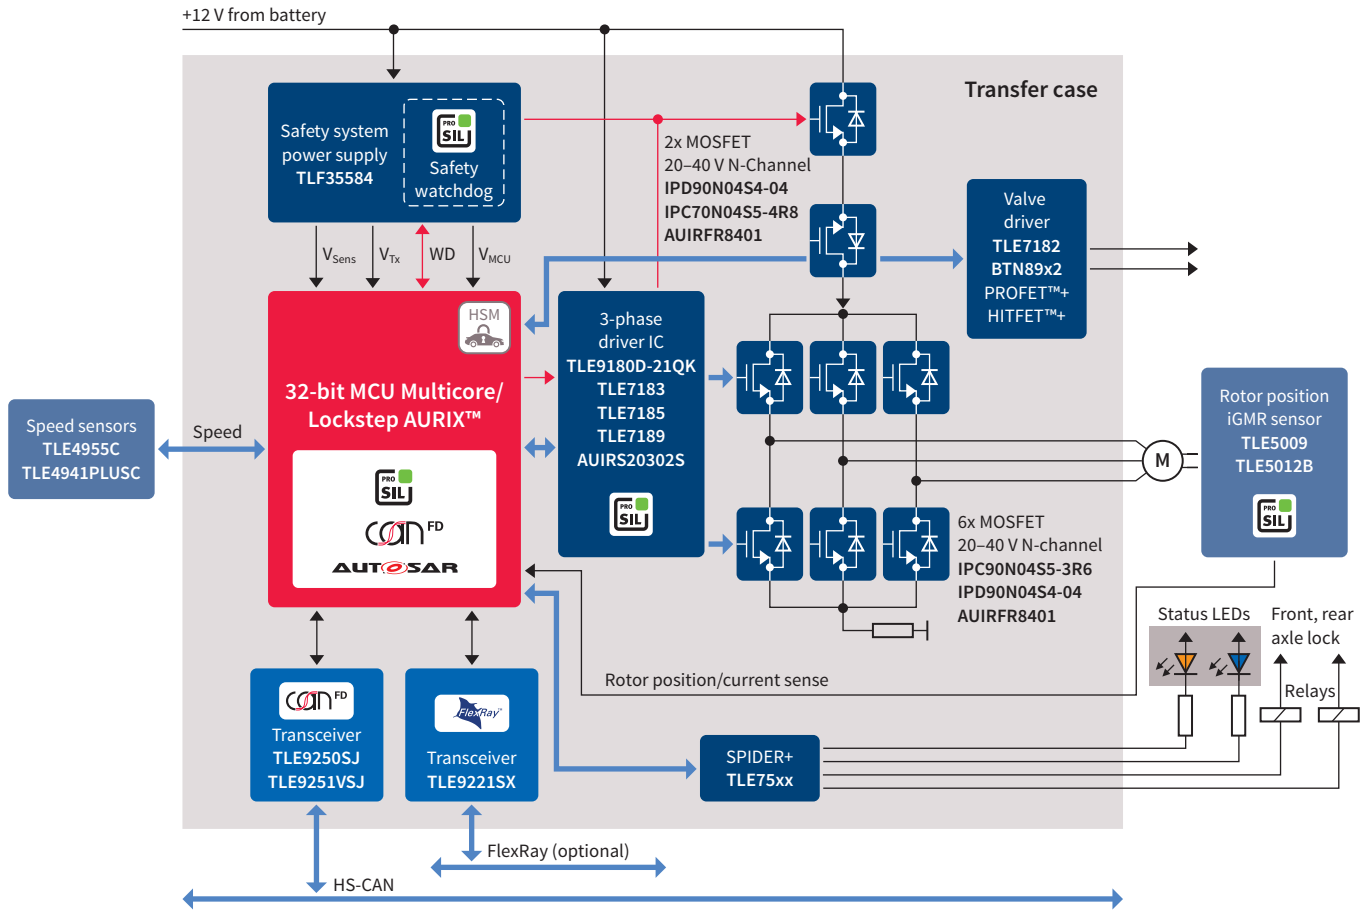 +12 V from battery
Transfer case
Safety system
power supply
TLF35584
PRO
SIL
Safety
watchdog
2x MOSFET
20–40 V N-Channel
IPD90N04S4-04
IPC70N04S5-4R8
AUIRFR8401
Valve
driver
TLE7182
BTN89x2
PROFET™+
HITFET™+
VSens
VTx
WD
VMCU
HSM
32-bit MCU Multicore/
Lockstep AURIX™
PRO
SIL
CAN FD
AUTOSAR
3-phase
driver IC
TLE9180D-21QK
TLE7183
TLE7185
TLE7189
AUIRS20302S
PRO
SIL
Speed sensors
TLE4955C
TLE4941PLUSC
Speed
M
Rotor position
iGMR sensor
TLE5009
TLE5012B
PRO
SIL
6x MOSFET
20–40 V N-channel
IPC90N04S5-3R6
IPD90N04S4-04
AUIRFR8401
Status LEDs
Front, rear
axle lock
Relays
Rotor position/current sense
CAN FD
Transceiver
TLE9250SJ
TLE9251VSJ
FlexRay™
Transceiver
TLE9221SX
SPIDER+
TLE75xx
FlexRay (optional)
HS-CAN